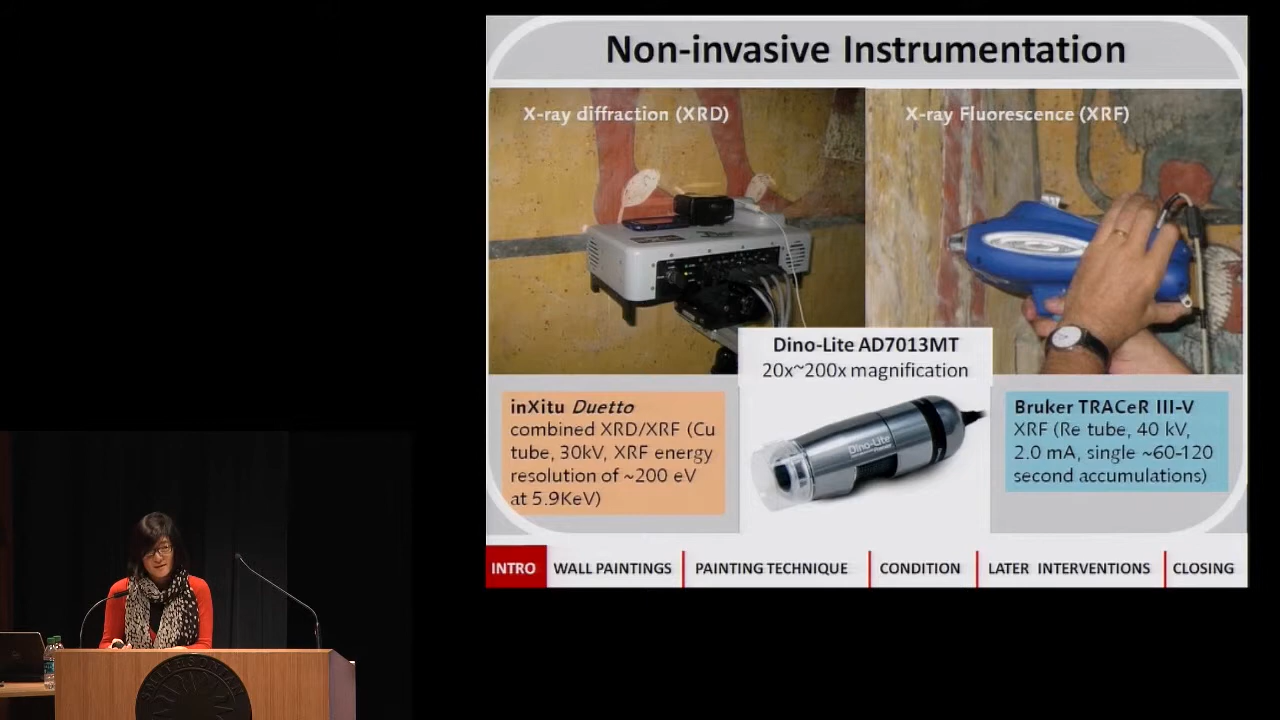 Non-invasive Instrumentation
X-ray diffraction (XRD)
X-ray Fluorescence (XRF)
Dino-Lite AD7013MT
20x~200x magnification
inXitu Duetto
combined XRD/XRF (Cu
tube, 30kV, XRF energy
resolution of ~200 eV
at 5.9KeV)
Dino-Lite
Bruker TRACeR III-V
XRF (Re tube, 40 kV,
2.0 mA, single ~60-120
second accumulations)
INTRO
WALL PAINTINGS
PAINTING TECHNIQUE
CONDITION
LATER INTERVENTIONS
CLOSING
SMITHSONIAN